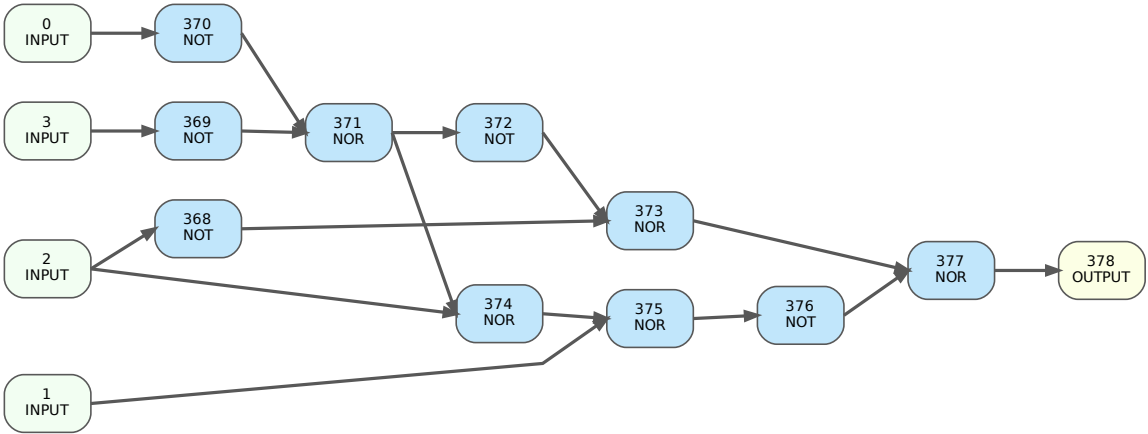 0
INPUT
370
NOT
3
INPUT
369
NOT
371
NOR
372
NOT
368
NOT
373
NOR
2
INPUT
377
NOR
378
OUTPUT
374
NOR
375
NOR
376
NOT
1
INPUT